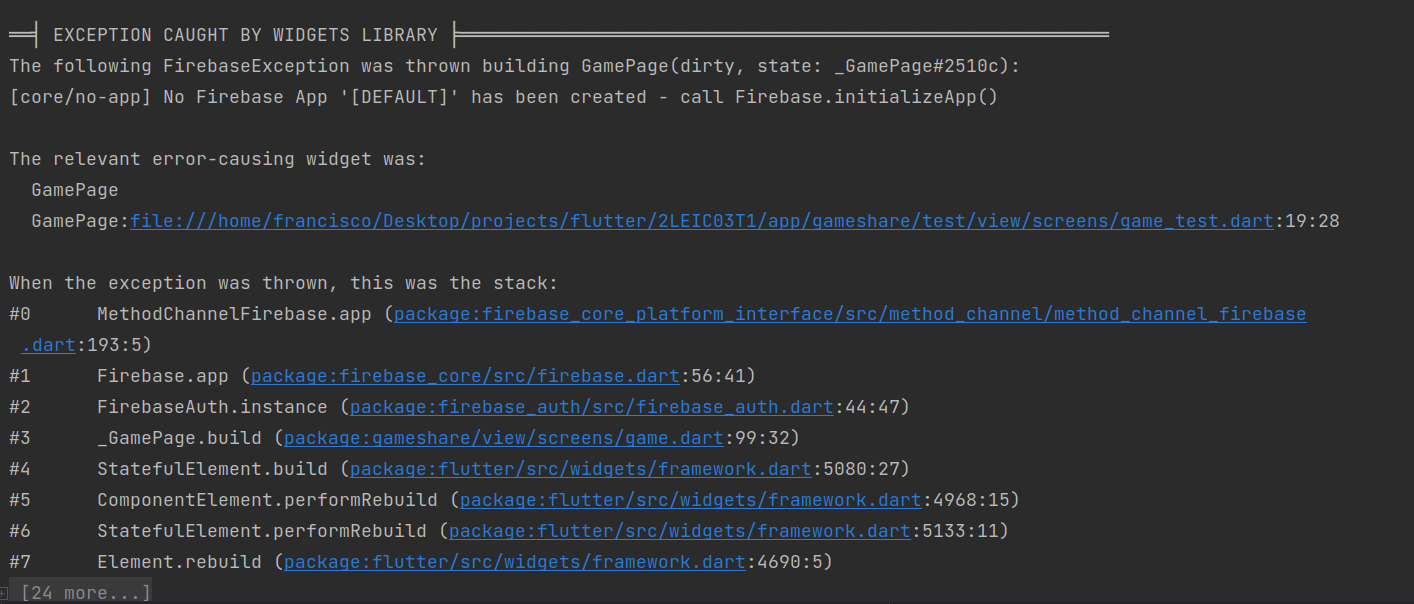 ══╡ EXCEPTION CAUGHT BY WIDGETS LIBRARY ╞═══════════════════════════════════════════════════════════
The following FirebaseException was thrown building GamePage(dirty, state: _GamePage#2510c):
[core/no-app] No Firebase App '[DEFAULT]' has been created - call Firebase.initializeApp()
The relevant error-causing widget was:
  GamePage
  GamePage:file:///home/francisco/Desktop/projects/flutter/2LEIC03T1/app/gameshare/test/view/screens/game_test.dart:19:28
When the exception was thrown, this was the stack:
#0      MethodChannelFirebase.app (package:firebase_core_platform_interface/src/method_channel/method_channel_firebase
.dart:193:5)
#1      Firebase.app (package:firebase_core/src/firebase.dart:56:41)
#2      FirebaseAuth.instance (package:firebase_auth/src/firebase_auth.dart:44:47)
#3      _GamePage.build (package:gameshare/view/screens/game.dart:99:32)
#4      StatefulElement.build (package:flutter/src/widgets/framework.dart:5080:27)
#5      ComponentElement.performRebuild (package:flutter/src/widgets/framework.dart:4968:15)
#6      StatefulElement.performRebuild (package:flutter/src/widgets/framework.dart:5133:11)
#7      Element.rebuild (package:flutter/src/widgets/framework.dart:4690:5)
[24 more...]